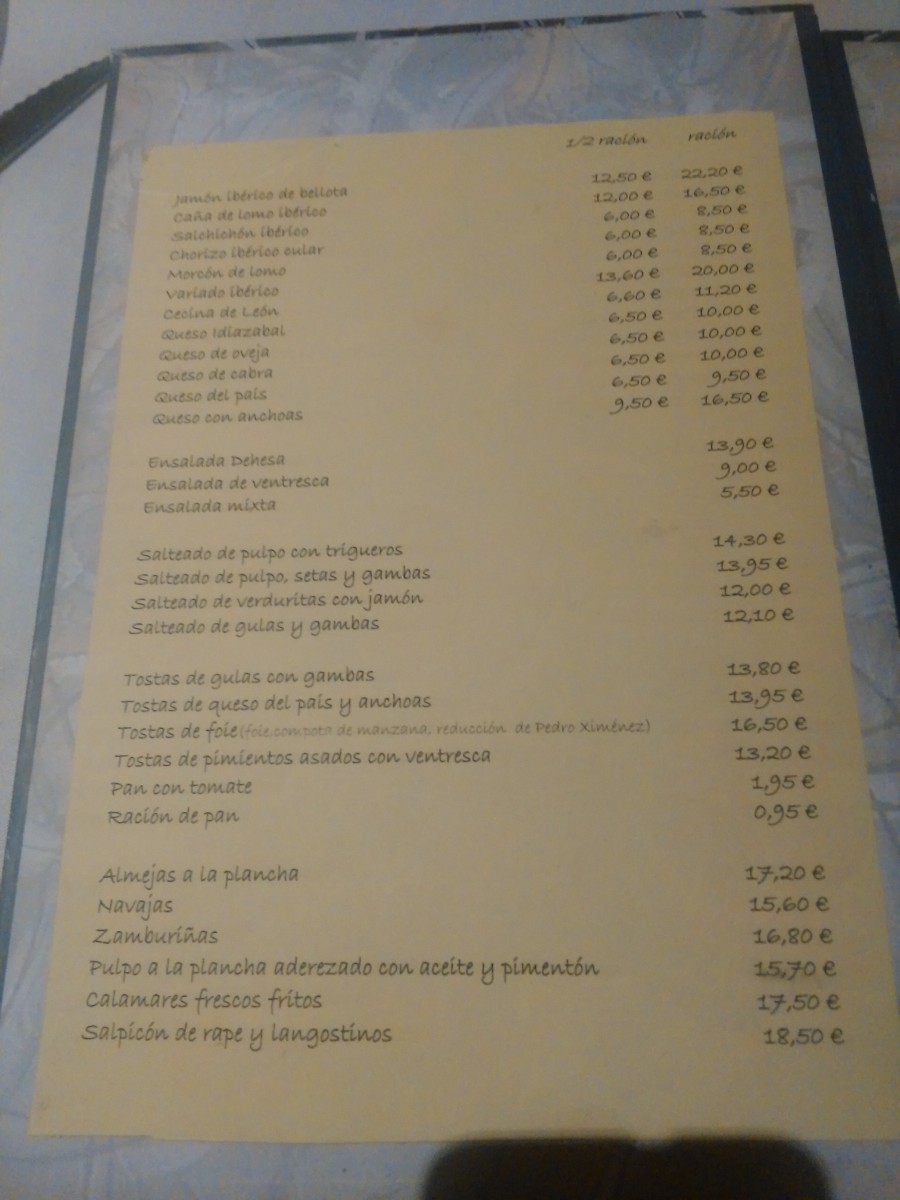 1/2 ración ración
Jamón ibérico de bellota 12,50 € 22,20 €
Caña de lomo ibérico 12,00 € 16,50 €
Salchichón ibérico 6,00 € 8,50 €
Chorizo ibérico cular 6,00 € 8,50 €
Morcón de lomo 6,00 € 8,50 €
Variado ibérico 13,60 € 20,00 €
Cecina de León 6,60 € 11,20 €
Queso Idiazabal 6,50 € 10,00 €
Queso de oveja 6,50 € 10,00 €
Queso de cabra 6,50 € 10,00 €
Queso del país 6,50 € 9,50 €
Queso con anchoas 9,50 € 16,50 €
Ensalada Dehesa 13,90 €
Ensalada de ventresca 9,00 €
Ensalada mixta 5,50 €
Salteado de pulpo con trigueros 14,30 €
Salteado de pulpo, setas y gambas 13,95 €
Salteado de verduritas con jamón 12,00 €
Salteado de gulas y gambas 12,10 €
Tostas de gulas con gambas 13,80 €
Tostas de queso del país y anchoas 13,95 €
Tostas de foie (foie,compota de manzana, reducción de Pedro Ximénez) 16,50 €
Tostas de pimientos asados con ventresca 13,20 €
Pan con tomate 1,95 €
Ración de pan 0,95 €
Almejas a la plancha 17,20 €
Navajas 15,60 €
Zamburiñas 16,80 €
Pulpo a la plancha aderezado con aceite y pimentón 15,70 €
Calamares frescos fritos 17,50 €
Salpicón de rape y langostinos 18,50 €